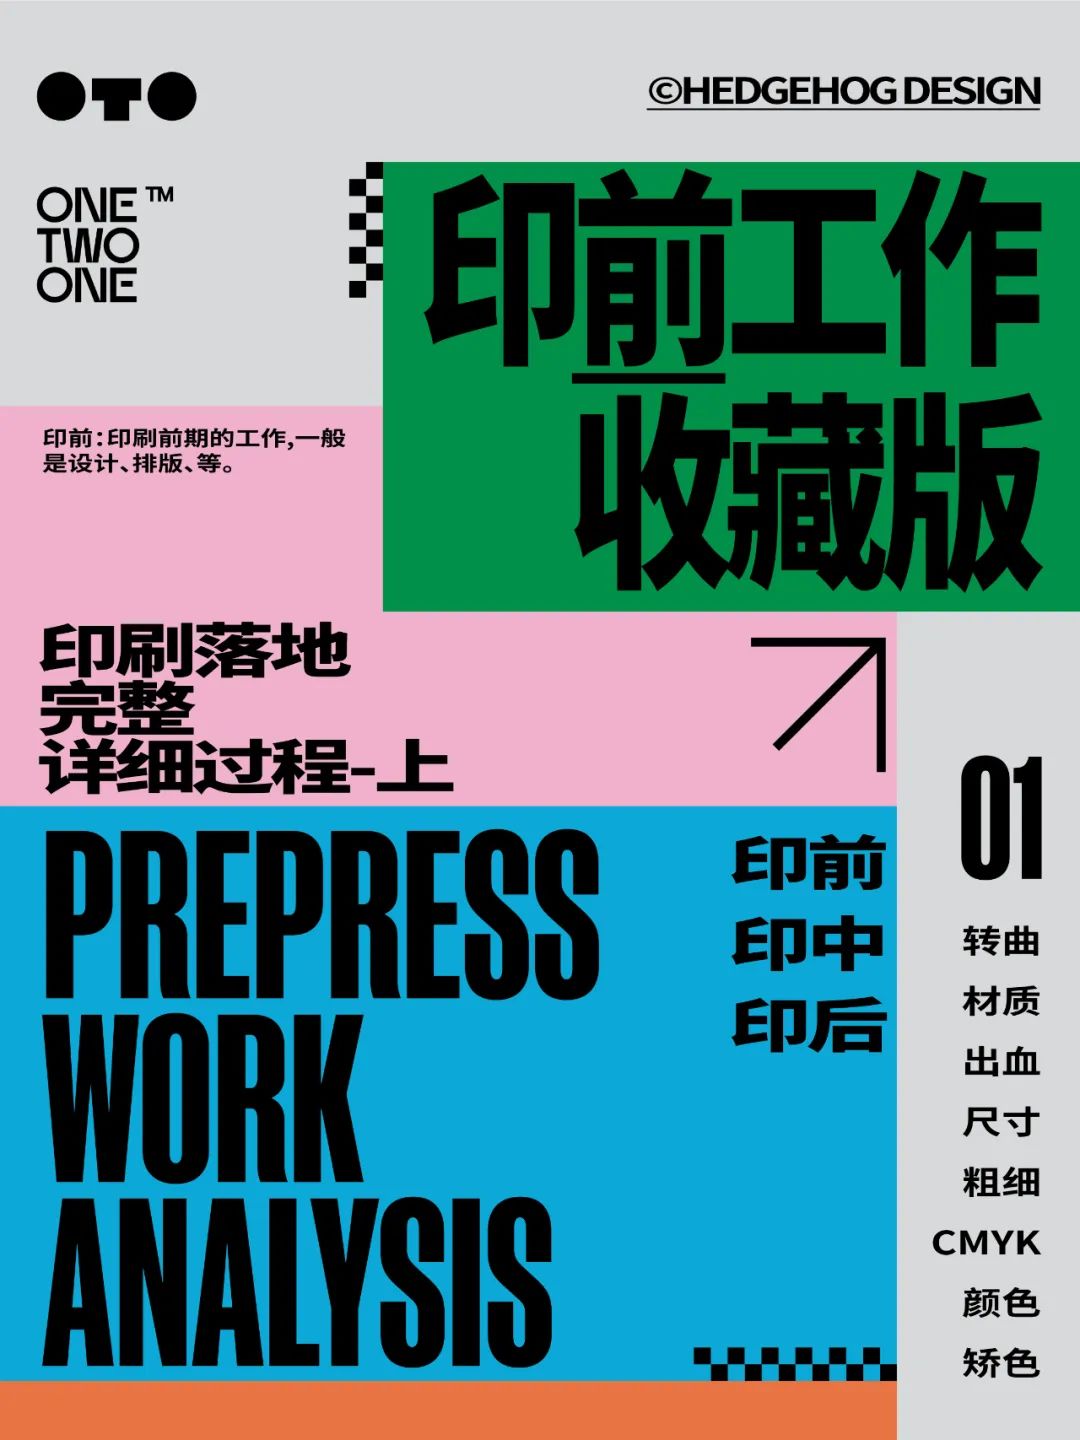 OTO
©HEDGEHOG DESIGN
ONE™
TWO
ONE
印前工作
收藏版
印前：印刷前期的工作,一般
是设计、排版、等。
印刷落地
完整
详细过程-上
PREPRESS
WORK
ANALYSIS
印前
印中
印后
01
转曲
材质
出血
尺寸
粗细
CMYK
颜色
矫色